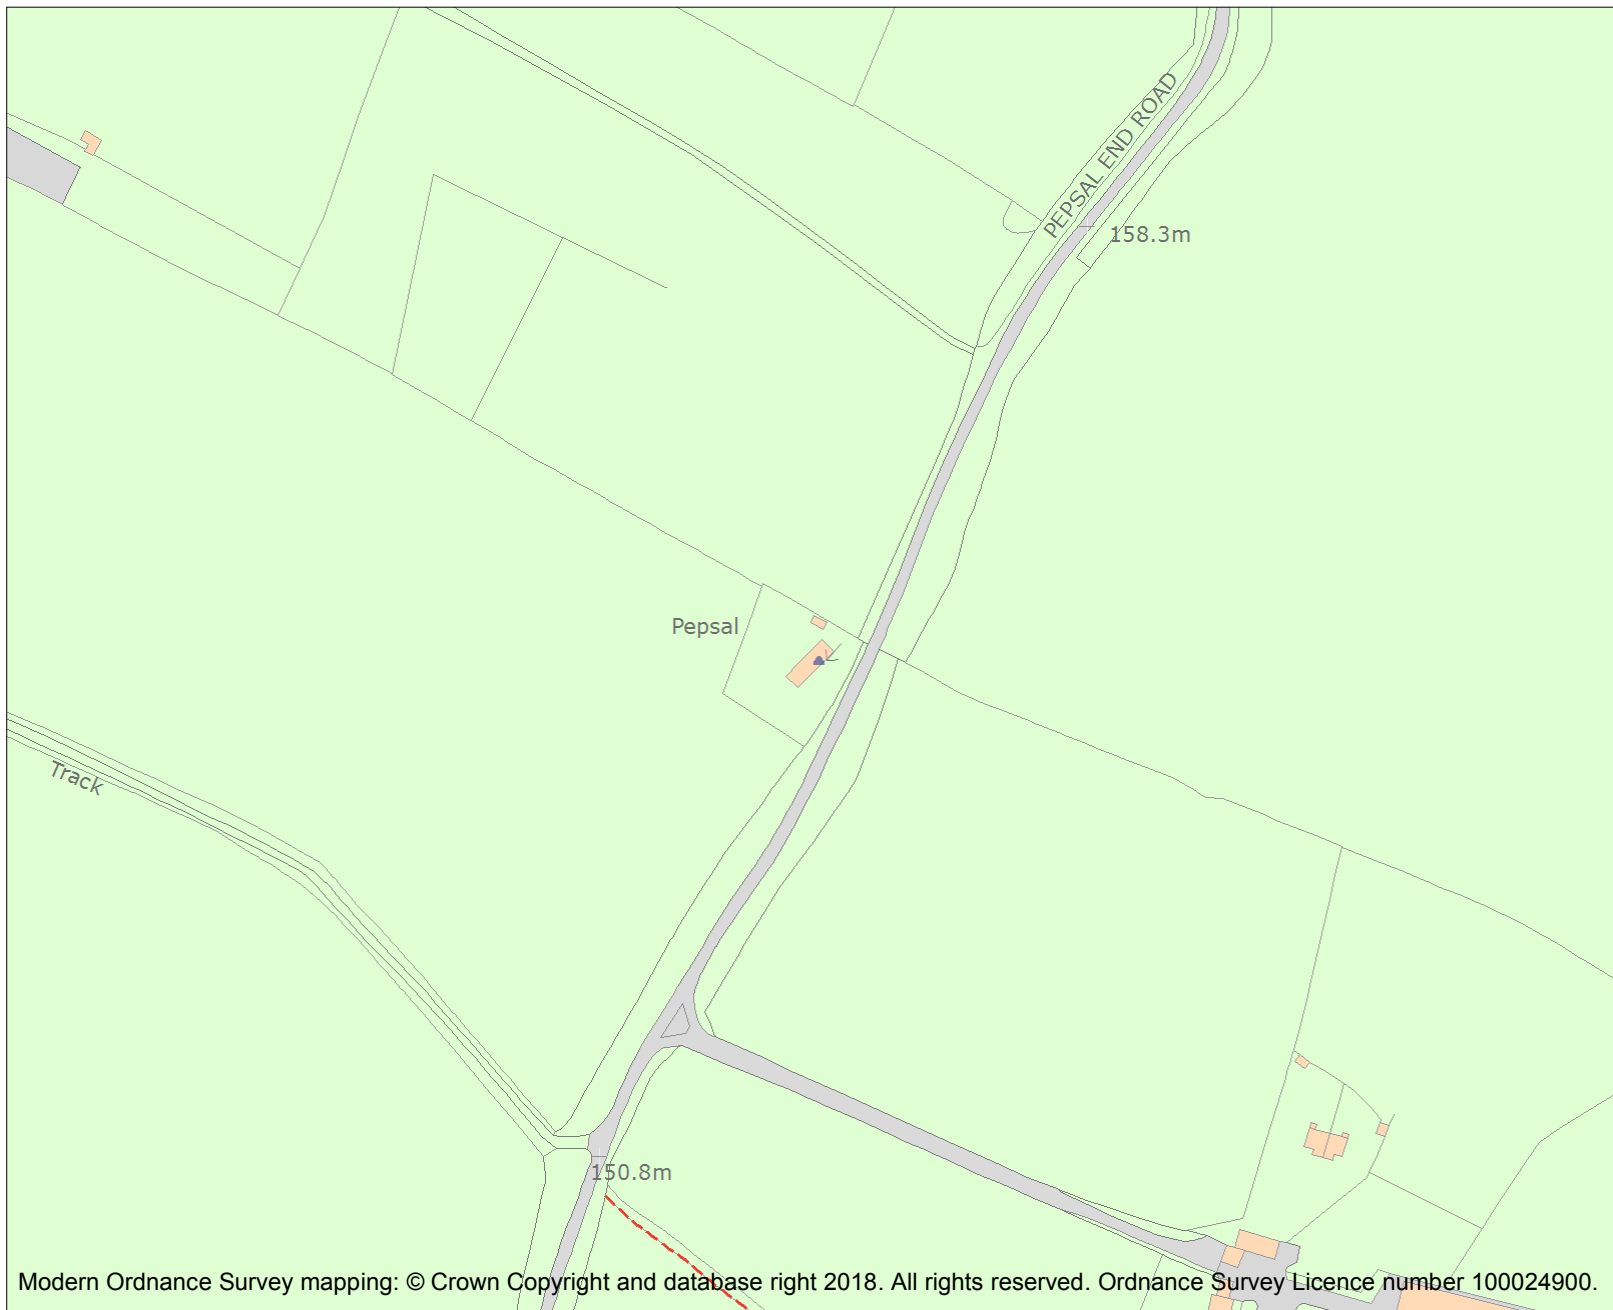 PEPSAL END ROAD
158.3m
Pepsal
Track
150.8m
Modern Ordnance Survey mapping: © Crown Copyright and database right 2018. All rights reserved. Ordnance Survey Licence number 100024900.